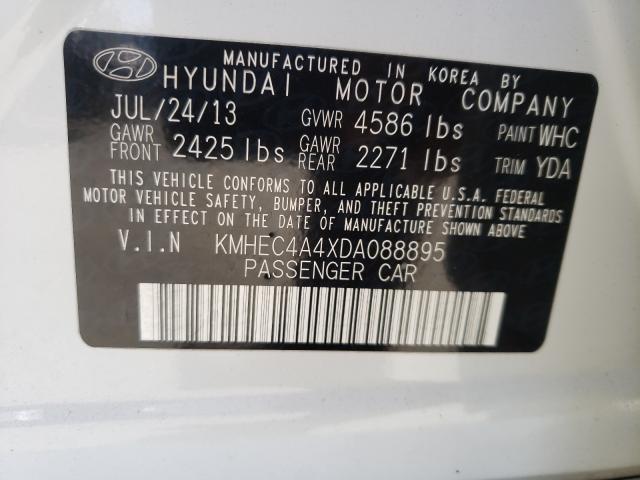 MANUFACTURED IN KOREA BY
HYUNDAI MOTOR COMPANY
JUL/24/13 GVWR 4586 lbs PAINT WHC
GAWR FRONT 2425 lbs GAWR REAR 2271 lbs TRIM YDA
THIS VEHICLE CONFORMS TO ALL APPLICABLE U.S.A. FEDERAL
MOTOR VEHICLE SAFETY, BUMPER, AND THEFT PREVENTION STANDARDS
IN EFFECT ON THE DATE OF MANUFACTURE SHOWN ABOVE
V.I.N KMHEC4A4XDA088895
PASSENGER CAR